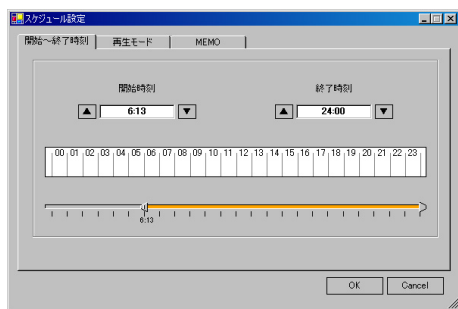 スケジュール設定
開始～終了時刻 再生モード MEMO
開始時刻 終了時刻
▲ 6:13 ▼ ▲ 24:00 ▼
00 01 02 03 04 05 06 07 08 09 10 11 12 13 14 15 16 17 18 19 20 21 22 23
6:13
OK Cancel